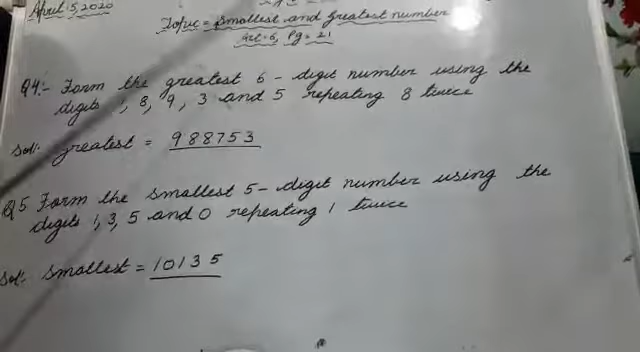 April 5, 2020
Topic = Smallest and Greatest number
Q4:- Form the greatest 6 - digit number using the
digits , 8, 9, 3 and 5 repeating 8 twice
Sol:- greatest = 988753
Q5 Form the smallest 5 - digit number using the
digits 1, 3, 5 and 0 repeating 1 twice
Sol:- Smallest = 10135